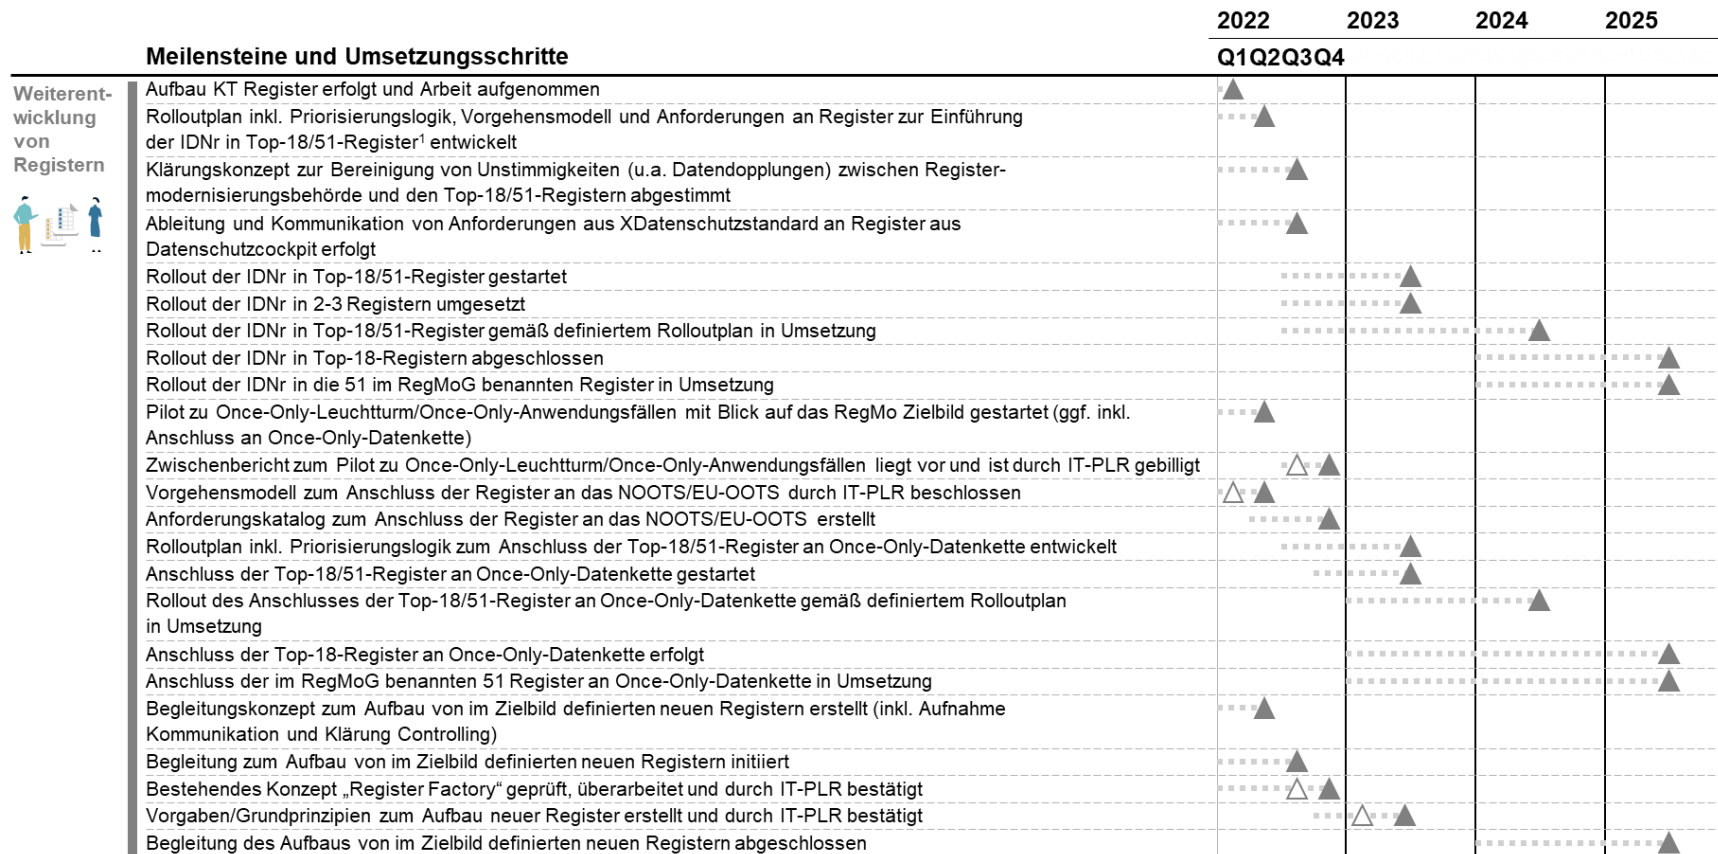 2022 2023 2024 2025
Meilensteine und Umsetzungsschritte
Q1 Q2 Q3 Q4
Weiterent-
wicklung
von
Registern
Aufbau KT Register erfolgt und Arbeit aufgenommen
Rolloutplan inkl. Priorisierungslogik, Vorgehensmodell und Anforderungen an Register zur Einführung
der IDNr in Top-18/51-Register¹ entwickelt
Klärungskonzept zur Bereinigung von Unstimmigkeiten (u.a. Datendopplungen) zwischen Register-
modernisierungsbehörde und den Top-18/51-Registern abgestimmt
Ableitung und Kommunikation von Anforderungen aus XDatenschutzstandard an Register aus
Datenschutzcockpit erfolgt
Rollout der IDNr in Top-18/51-Register gestartet
Rollout der IDNr in 2-3 Registern umgesetzt
Rollout der IDNr in Top-18/51-Register gemäß definiertem Rolloutplan in Umsetzung
Rollout der IDNr in Top-18-Registern abgeschlossen
Rollout der IDNr in die 51 im RegMoG benannten Register in Umsetzung
Pilot zu Once-Only-Leuchtturm/Once-Only-Anwendungsfällen mit Blick auf das RegMo Zielbild gestartet (ggf. inkl.
Anschluss an Once-Only-Datenkette)
Zwischenbericht zum Pilot zu Once-Only-Leuchtturm/Once-Only-Anwendungsfällen liegt vor und ist durch IT-PLR gebilligt
Vorgehensmodell zum Anschluss der Register an das NOOTS/EU-OOTS durch IT-PLR beschlossen
Anforderungskatalog zum Anschluss der Register an das NOOTS/EU-OOTS erstellt
Rolloutplan inkl. Priorisierungslogik zum Anschluss der Top-18/51-Register an Once-Only-Datenkette entwickelt
Anschluss der Top-18/51-Register an Once-Only-Datenkette gestartet
Rollout des Anschlusses der Top-18/51-Register an Once-Only-Datenkette gemäß definiertem Rolloutplan
in Umsetzung
Anschluss der Top-18-Register an Once-Only-Datenkette erfolgt
Anschluss der im RegMoG benannten 51 Register an Once-Only-Datenkette in Umsetzung
Begleitungskonzept zum Aufbau von im Zielbild definierten neuen Registern erstellt (inkl. Aufnahme
Kommunikation und Klärung Controlling)
Begleitung zum Aufbau von im Zielbild definierten neuen Registern initiiert
Bestehendes Konzept „Register Factory“ geprüft, überarbeitet und durch IT-PLR bestätigt
Vorgaben/Grundprinzipien zum Aufbau neuer Register erstellt und durch IT-PLR bestätigt
Begleitung des Aufbaus von im Zielbild definierten neuen Registern abgeschlossen